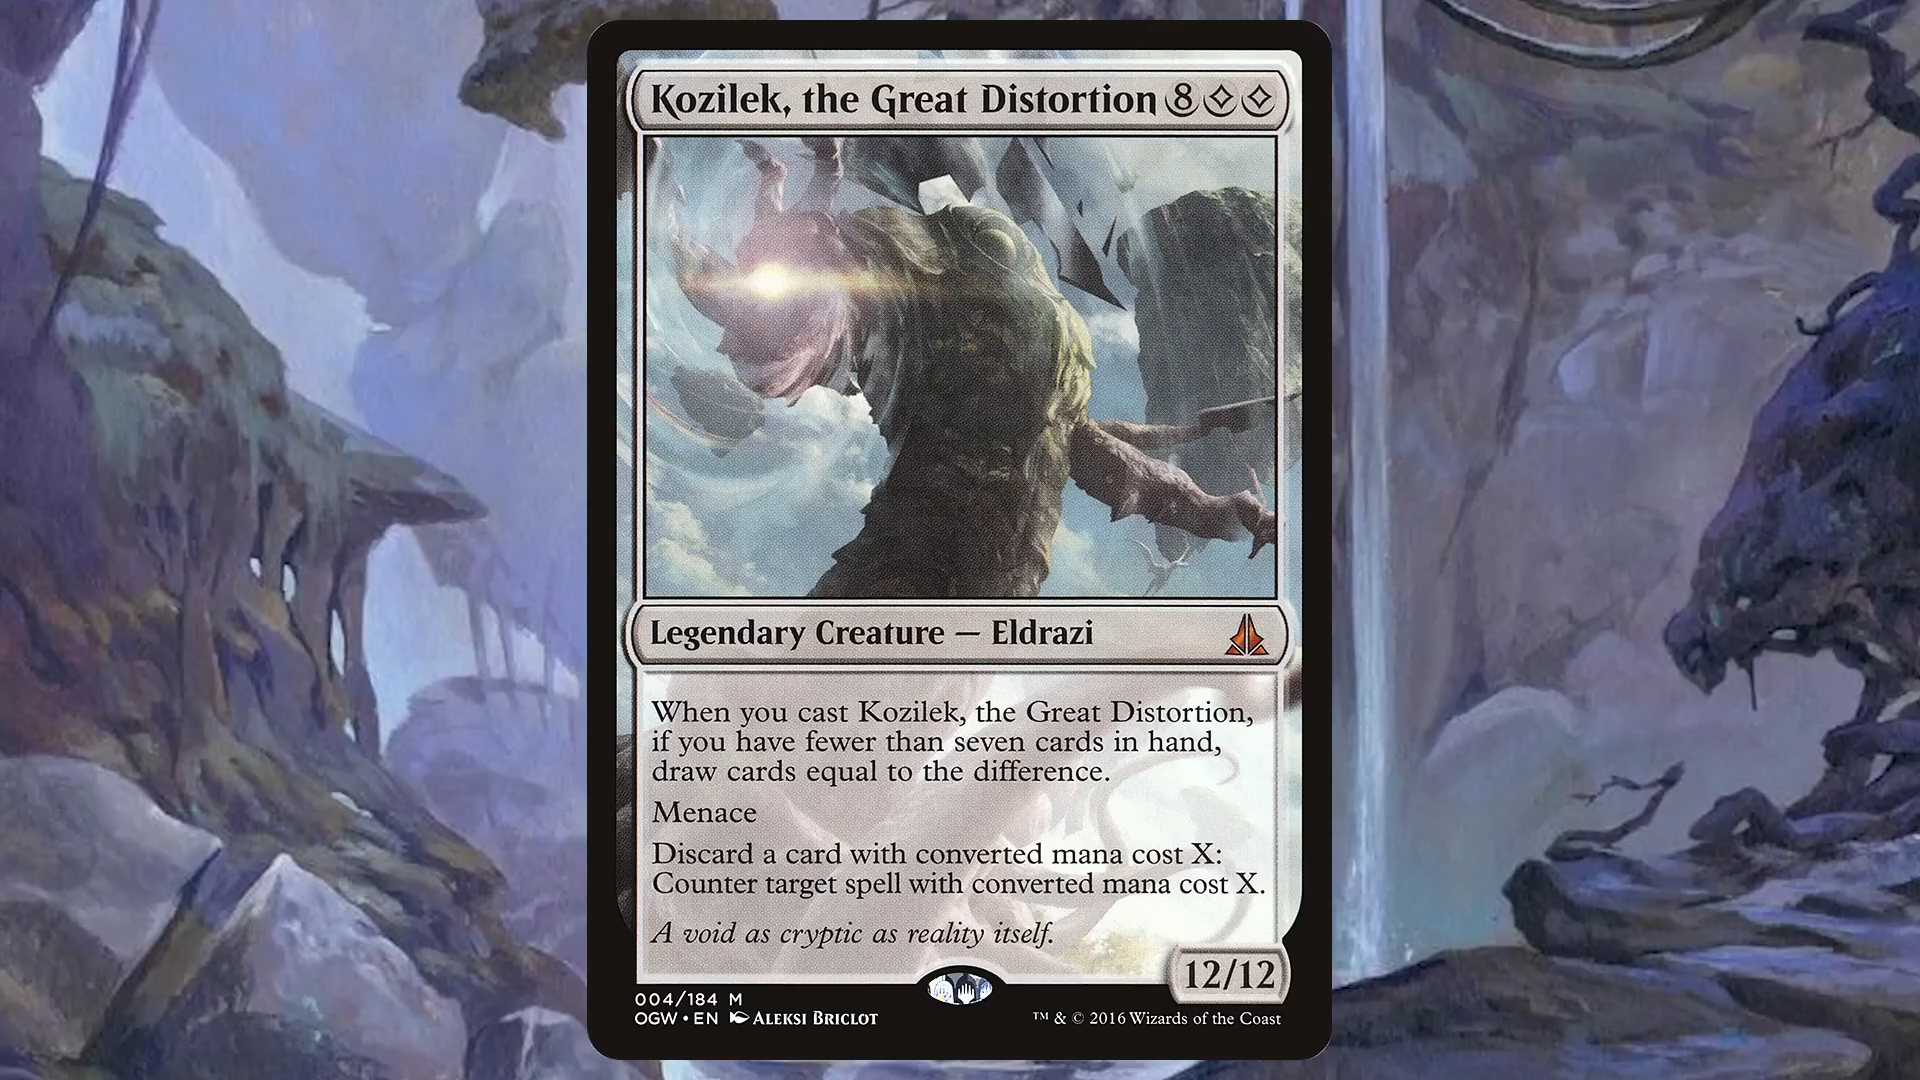 Kozilek, the Great Distortion 8
Legendary Creature — Eldrazi
When you cast Kozilek, the Great Distortion,
if you have fewer than seven cards in hand,
draw cards equal to the difference.
Menace
Discard a card with converted mana cost X:
Counter target spell with converted mana cost X.
A void as cryptic as reality itself.
12/12
004/184 M
OGW • EN Aleksi Briclot
™ & © 2016 Wizards of the Coast